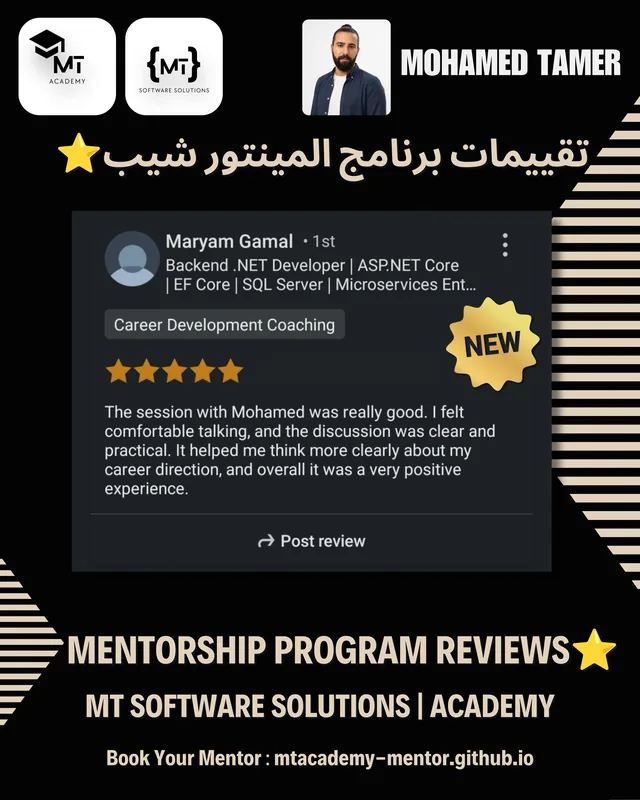 MT
ACADEMY
{MT}
SOFTWARE SOLUTIONS
MOHAMED TAMER
تقييمات برنامج المينتور شيب⭐
Maryam Gamal • 1st
Backend .NET Developer | ASP.NET Core
| EF Core | SQL Server | Microservices Ent...
Career Development Coaching
NEW
The session with Mohamed was really good. I felt
comfortable talking, and the discussion was clear and
practical. It helped me think more clearly about my
career direction, and overall it was a very positive
experience.
Post review
MENTORSHIP PROGRAM REVIEWS⭐
MT SOFTWARE SOLUTIONS | ACADEMY
Book Your Mentor : mtacademy-mentor.github.io